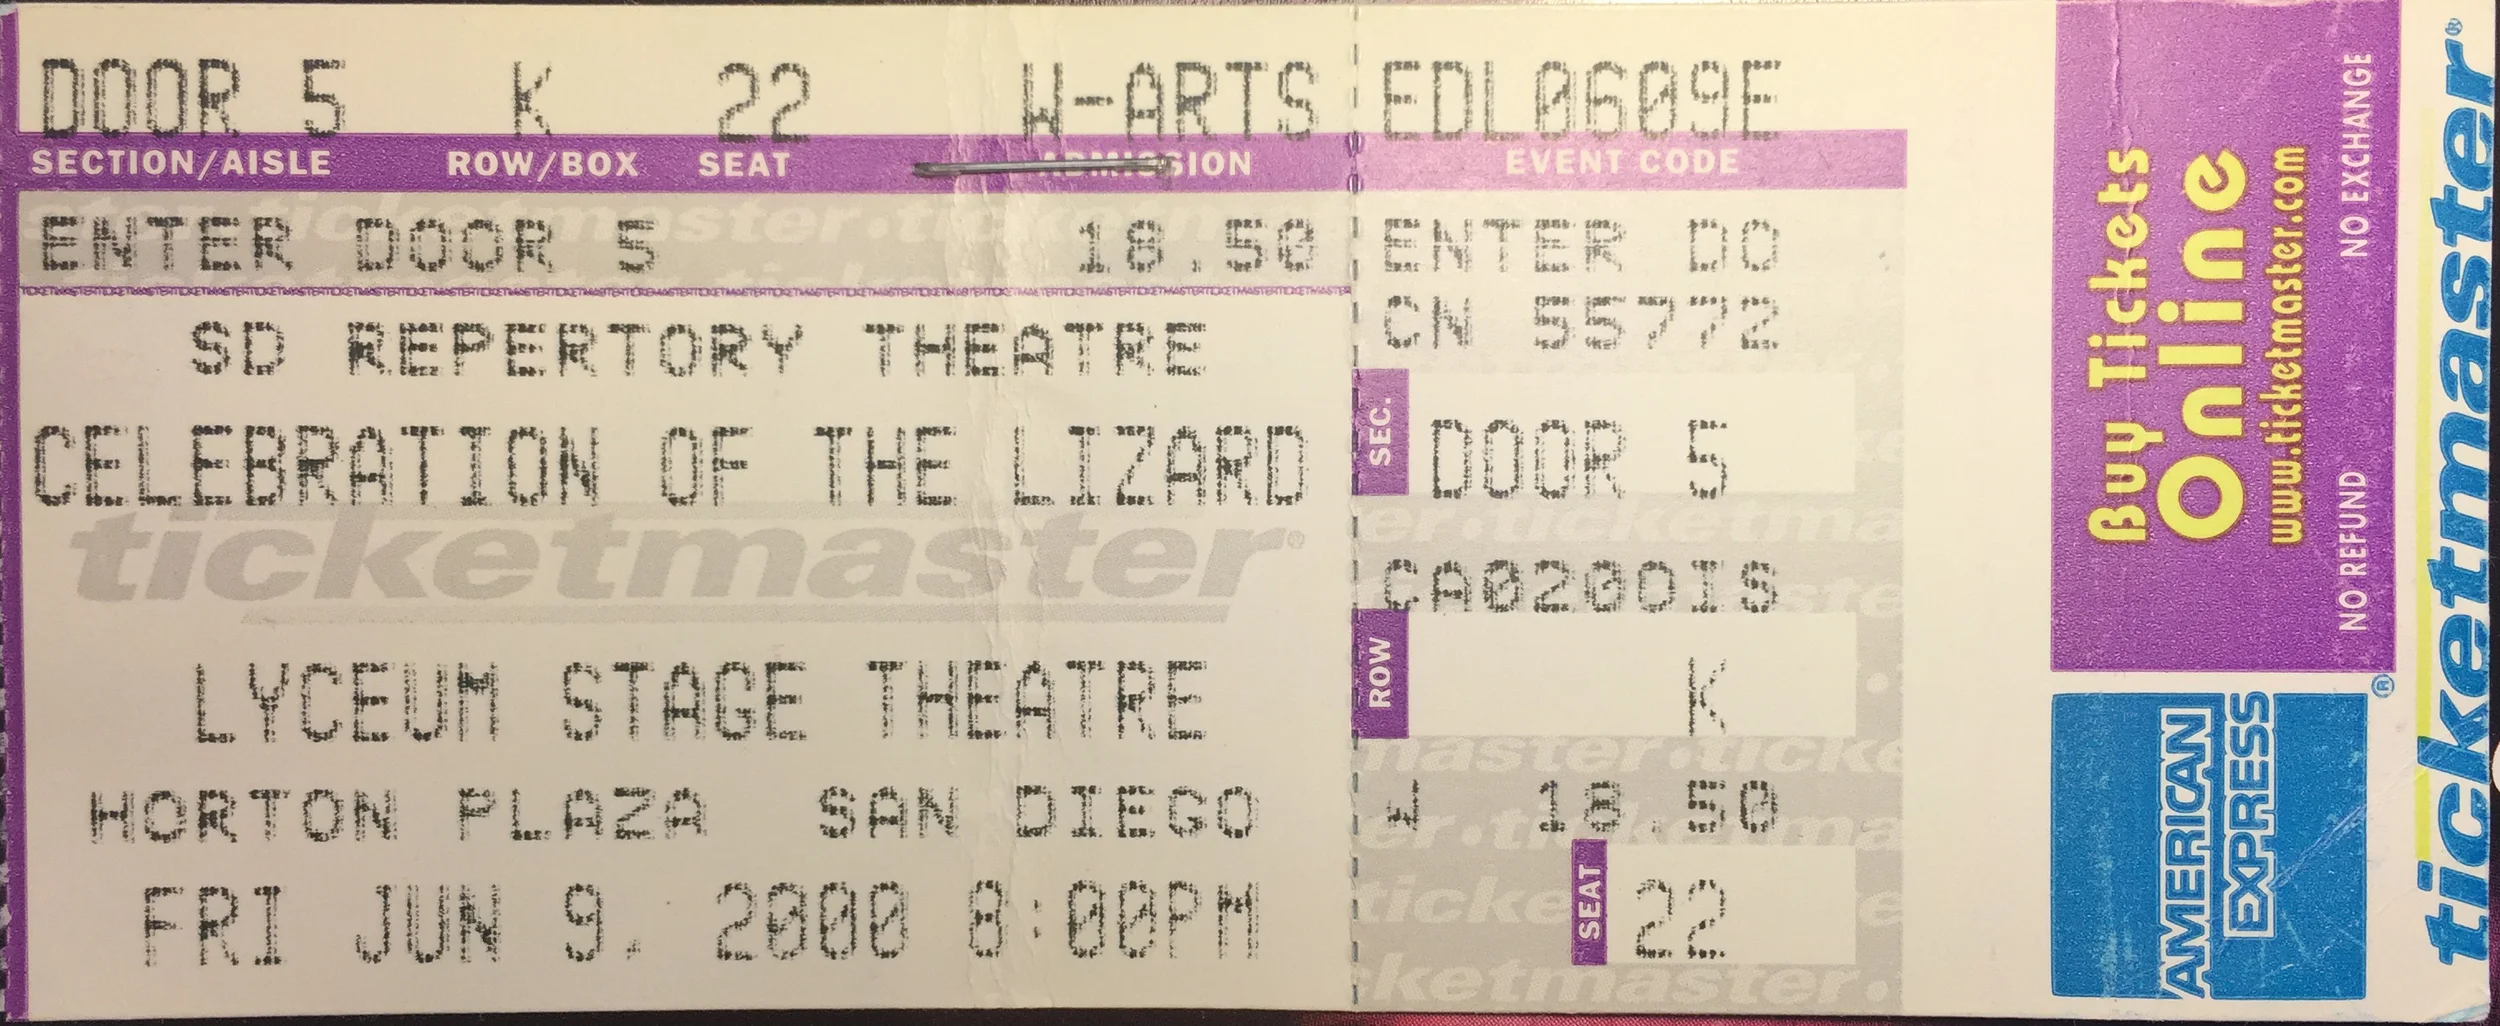 DOOR 5 K 22 W-ARTS EDL0609E
SECTION/AISLE ROW/BOX SEAT ADMISSION EVENT CODE
ENTER DOOR 5 18.50 ENTER DO
CN 55772
SD REPERTORY THEATRE
CELEBRATION OF THE LIZARD
SEC. DOOR 5
ticketmaster
LYCEUM STAGE THEATRE
ROW K
HORTON PLAZA SAN DIEGO
18.50
FRI JUN 9, 2000 8:00PM
SEAT 22
Buy Tickets
Online
www.ticketmaster.com
NO REFUND NO EXCHANGE
AMERICAN
EXPRESS®
ticketmaster®